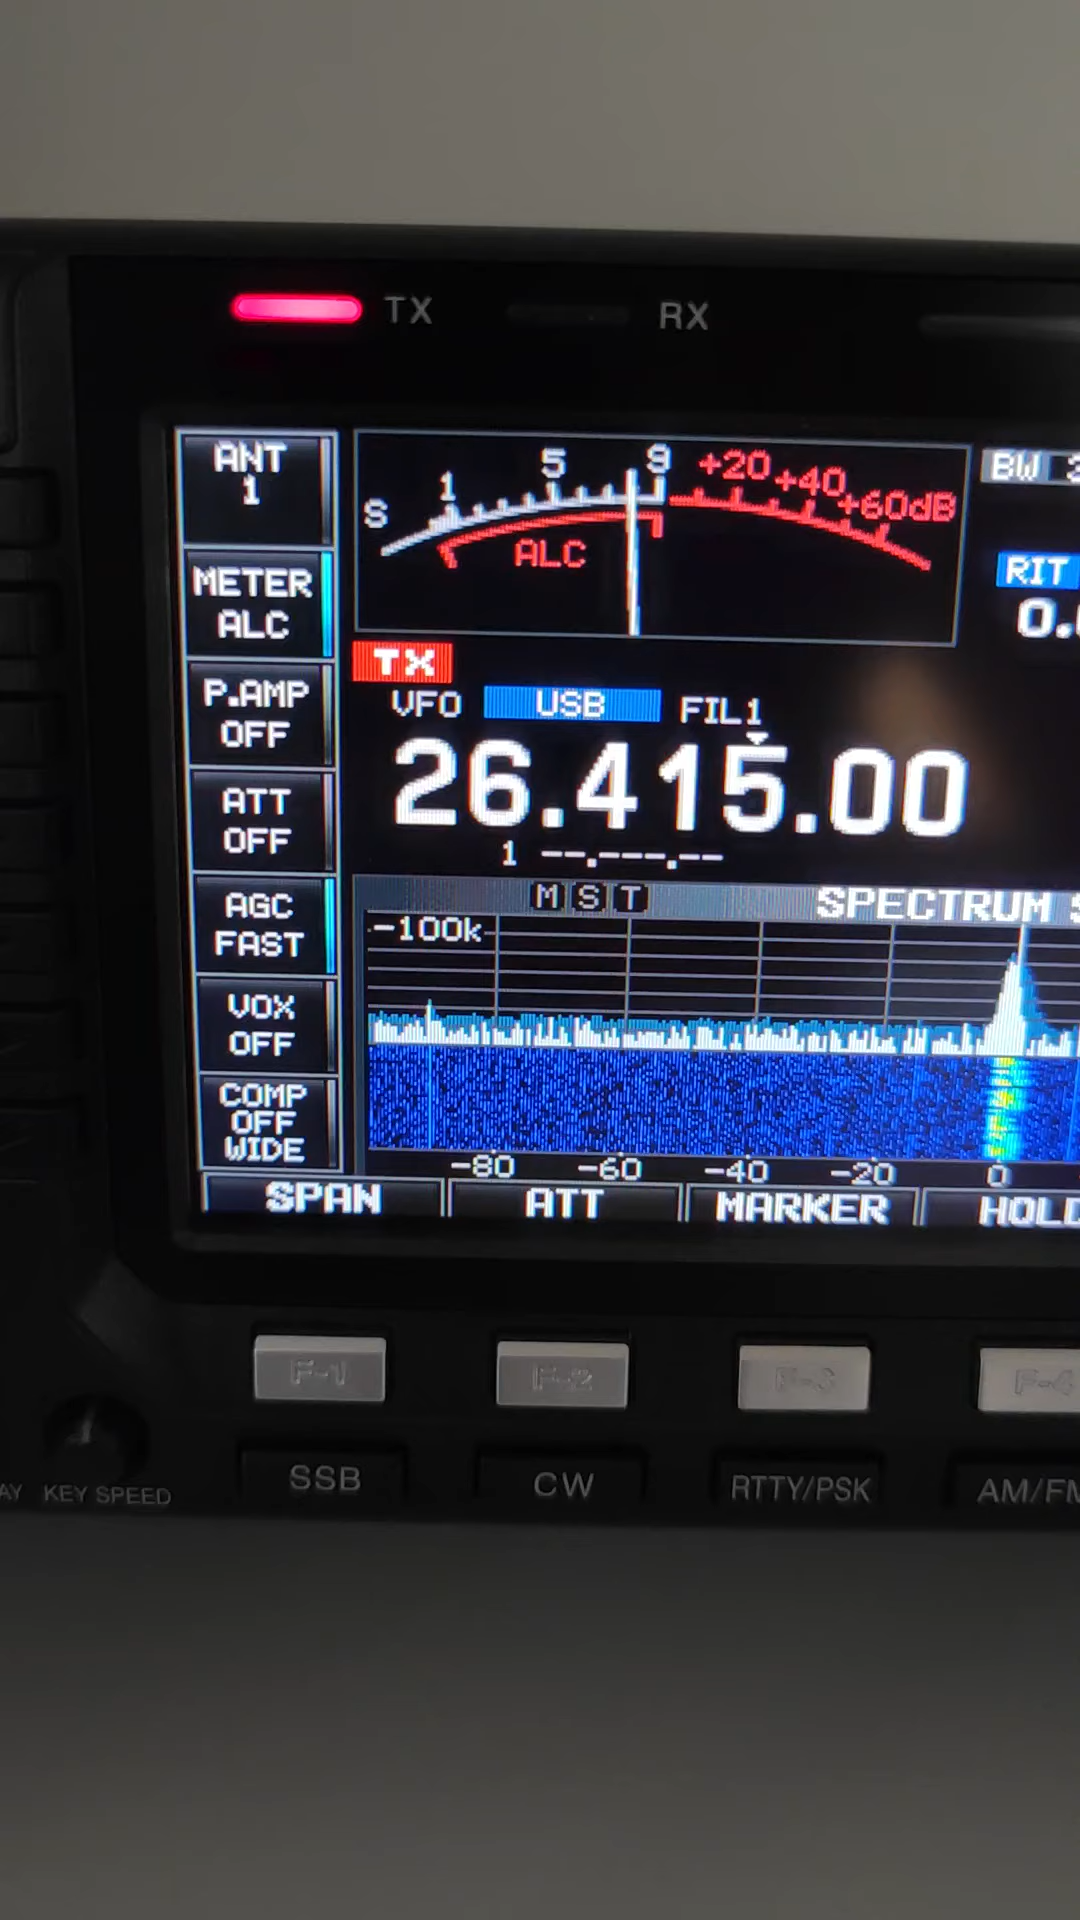 TX RX
ANT
1
METER
ALC
P.AMP
OFF
ATT
OFF
AGC
FAST
VOX
OFF
COMP
OFF
WIDE
S 1 5 9 +20 +40 +60dB
ALC
BW
RIT
TX
VFO USB FIL1
26.415.00
1 --.---.--
M S T
SPECTRUM
-100k
-80 -60 -40 -20 0
SPAN ATT MARKER HOLD
F-1 F-2 F-3 F-4
SSB CW RTTY/PSK AM/FM
KEY SPEED